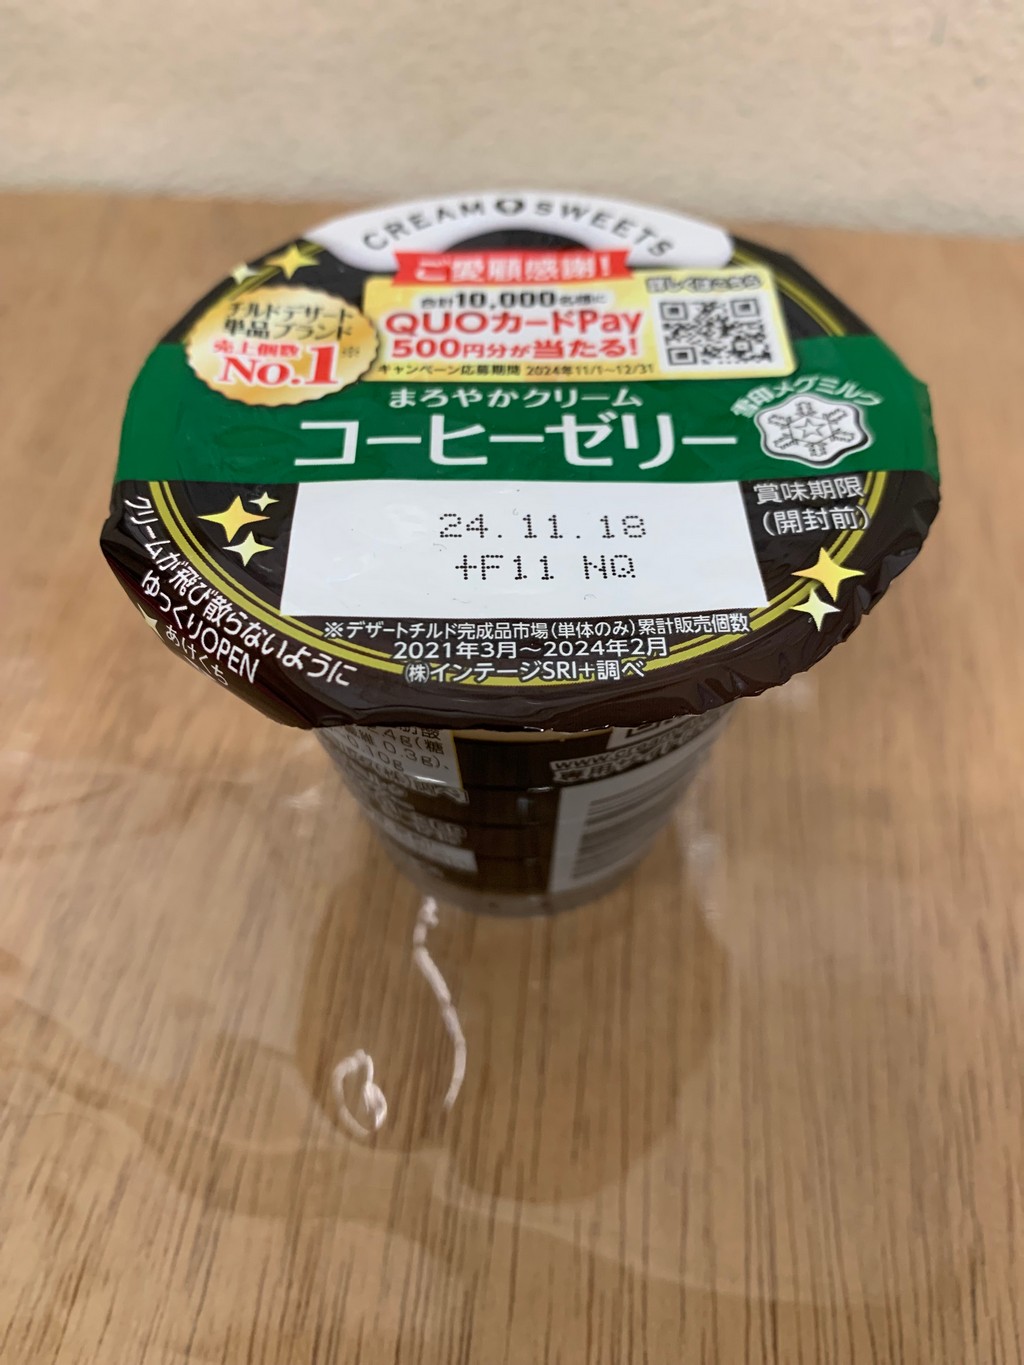 CREAM SWEETS
ご愛顧感謝!
合計10,000名様に
QUOカードPay
500円分が当たる!
キャンペーン応募期間 2024年11/1〜12/31
詳しくはこちら
チルドデザート
単品ブランド
売上個数
No.1
まろやかクリーム
コーヒーゼリー
雪印メグミルク
賞味期限
(開封前)
24.11.18
+F11 NQ
※デザートチルド完成品市場(単体のみ)累計販売個数
2021年3月〜2024年2月
(株)インテージSRI+調べ
クリームが飛び散らないように
ゆっくりOPEN
あけくち